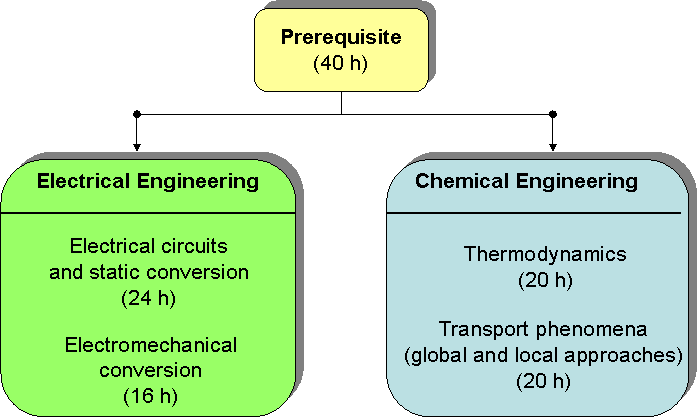 Prerequisite
(40 h)
Electrical Engineering
Electrical circuits
and static conversion
(24 h)
Electromechanical
conversion
(16 h)
Chemical Engineering
Thermodynamics
(20 h)
Transport phenomena
(global and local approaches)
(20 h)